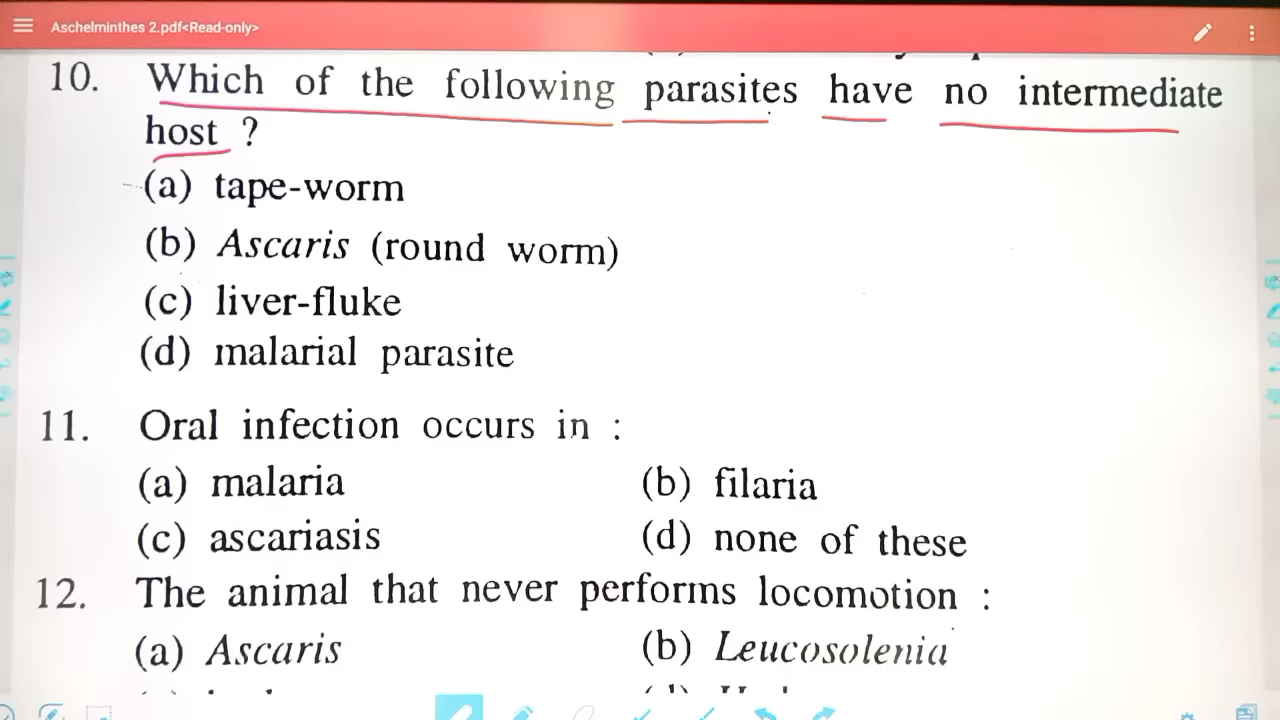 Aschelminthes 2.pdf<Read-only>
10. Which of the following parasites have no intermediate
host ?
(a) tape-worm
(b) Ascaris (round worm)
(c) liver-fluke
(d) malarial parasite
11. Oral infection occurs in :
(a) malaria (b) filaria
(c) ascariasis (d) none of these
12. The animal that never performs locomotion :
(a) Ascaris (b) Leucosolenia